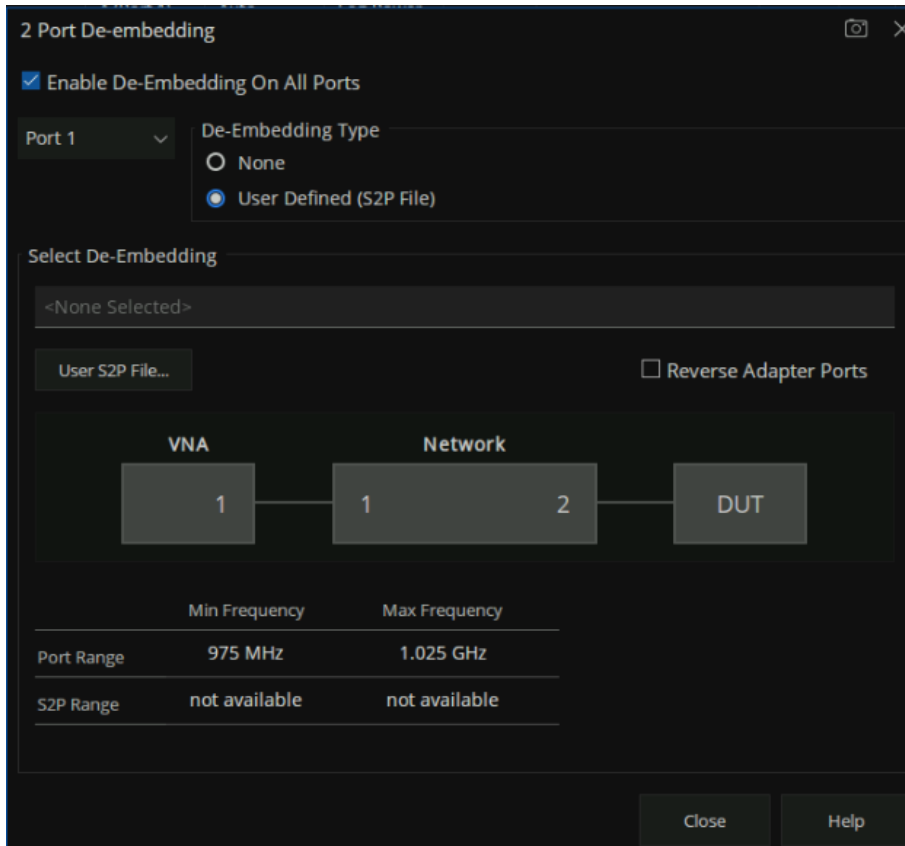 2 Port De-embedding
Enable De-Embedding On All Ports
Port 1
De-Embedding Type
None
User Defined (S2P File)
Select De-Embedding
<None Selected>
User S2P File...
Reverse Adapter Ports
VNA Network
1 1 2 DUT
Min Frequency Max Frequency
Port Range 975 MHz 1.025 GHz
S2P Range not available not available
Close Help